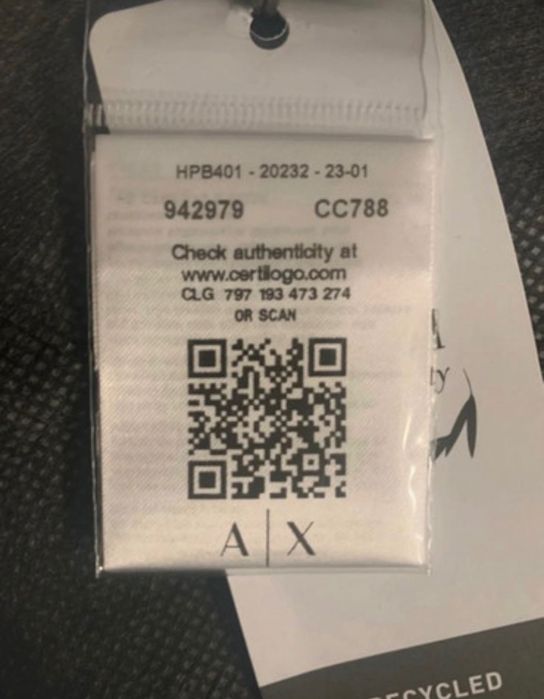 HPB401 - 20232 - 23-01
942979 CC788
Check authenticity at
www.certilogo.com
CLG 797 193 473 274
OR SCAN
A|X